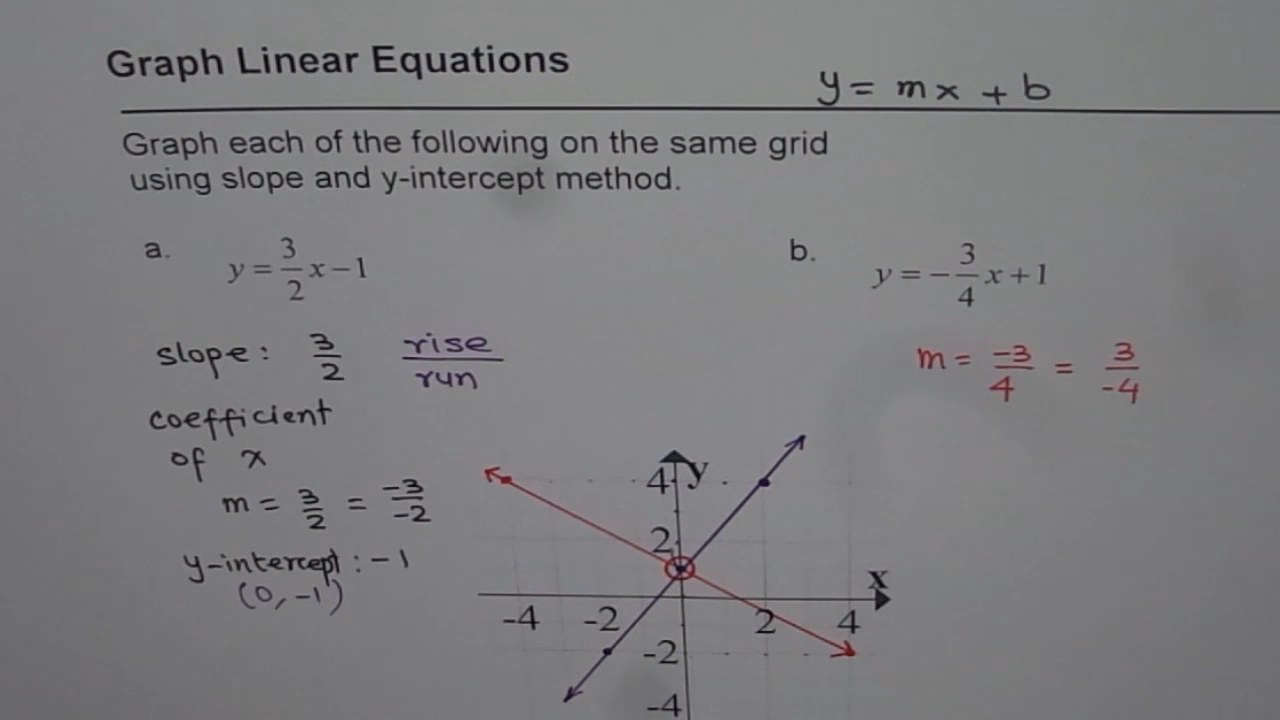 Graph Linear Equations
y = mx + b
Graph each of the following on the same grid
using slope and y-intercept method.
a. y = 3/2 x − 1
b. y = − 3/4 x + 1
slope: 3/2 rise/run
m = -3/4 = 3/-4
coefficient
of x
m = 3/2 = -3/-2
y-intercept: -1
(0, -1)
4 y
2
x
-4 -2 2 4
-2
-4